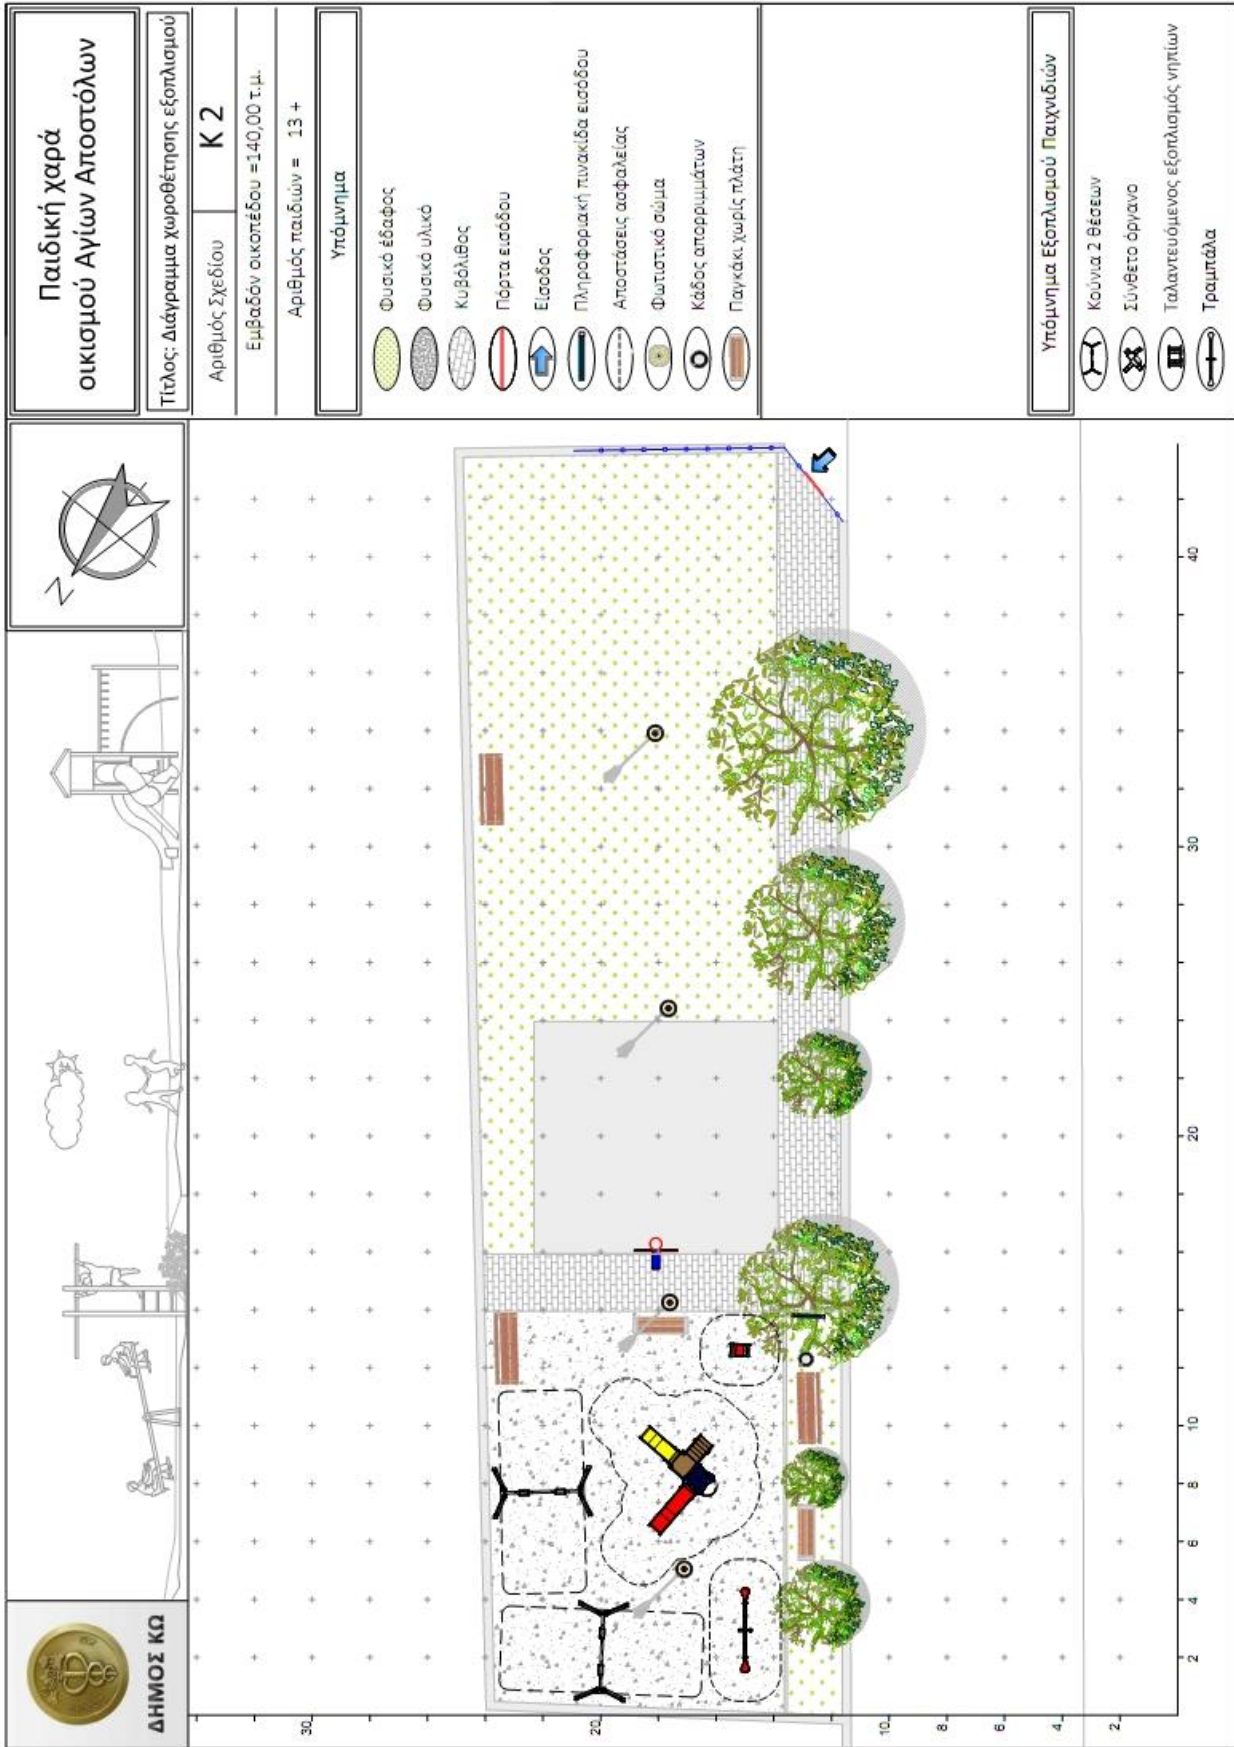 Παιδική χαρά
οικισμού Αγίων Αποστόλων
Τίτλος: Διάγραμμα χωροθέτησης εξοπλισμού
Αριθμός Σχεδίου
Κ 2
Εμβαδόν οικοπέδου =140,00 τ.μ.
Αριθμός παιδιών = 13 +
Υπόμνημα
Φυσικό έδαφος
Φυσικό υλικό
Κυβόλιθος
Πόρτα εισόδου
Είσοδος
Πληροφοριακή πινακίδα εισόδου
Αποστάσεις ασφαλείας
Φωτιστικό σώμα
Κάδος απορριμμάτων
Παγκάκι χωρίς πλάτη
Υπόμνημα Εξοπλισμού Παιχνιδιών
Κούνια 2 θέσεων
Σύνθετο όργανο
Ταλαντευόμενος εξοπλισμός νηπίων
Τραμπάλα
N
ΔΗΜΟΣ ΚΩ
30
20
10
8
6
4
2
2
4
6
8
10
20
30
40